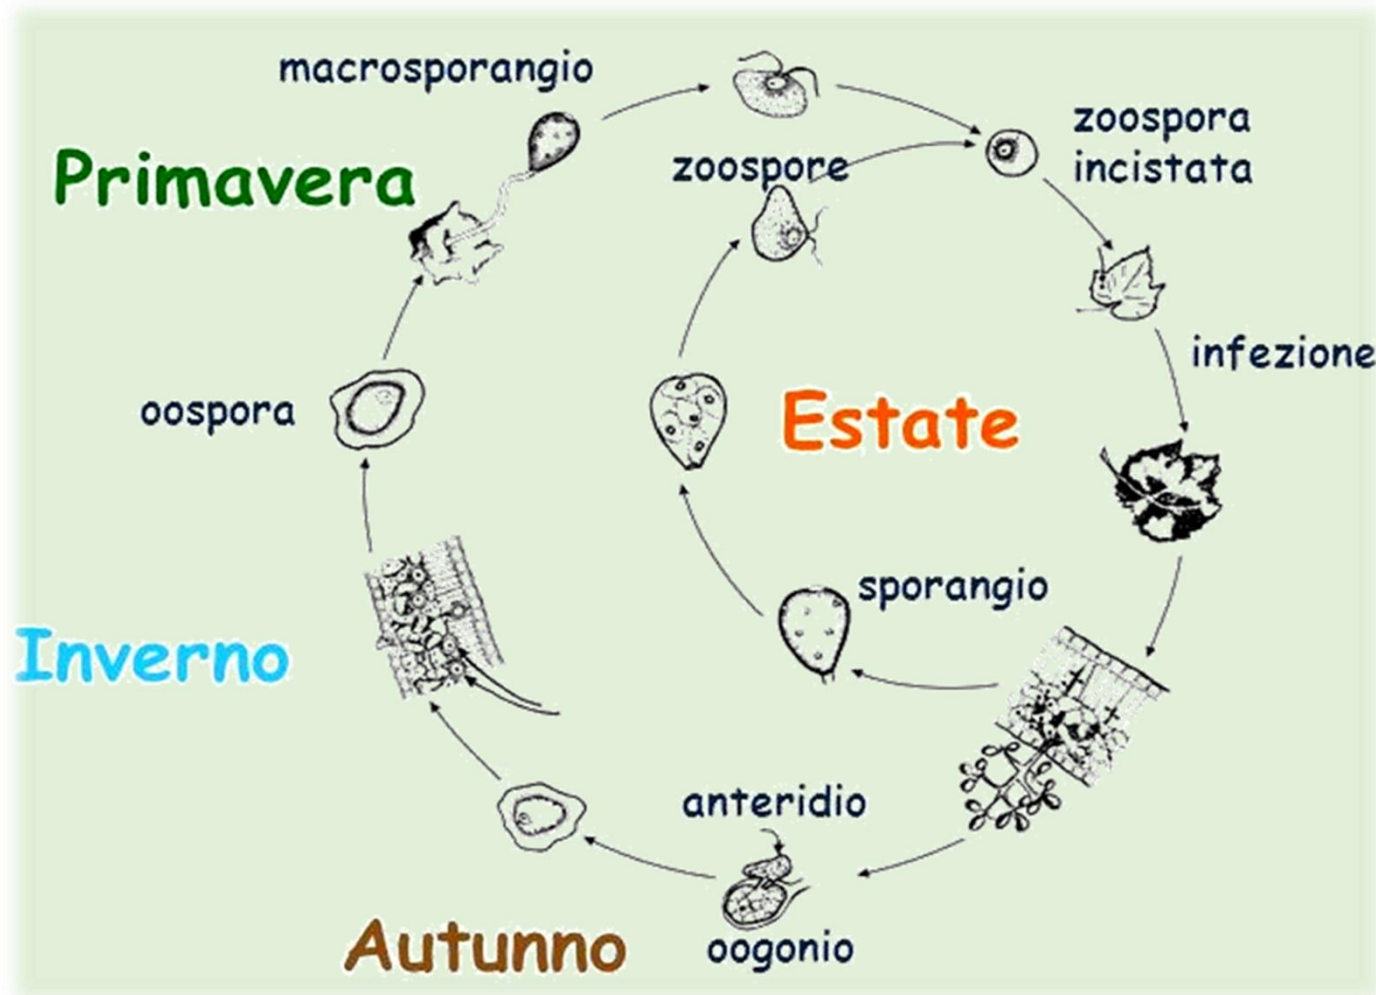 macrosporangio
Primavera
zoospore
zoospora
incistata
infezione
oospora
Estate
sporangio
Inverno
anteridio
Autunno
oogonio